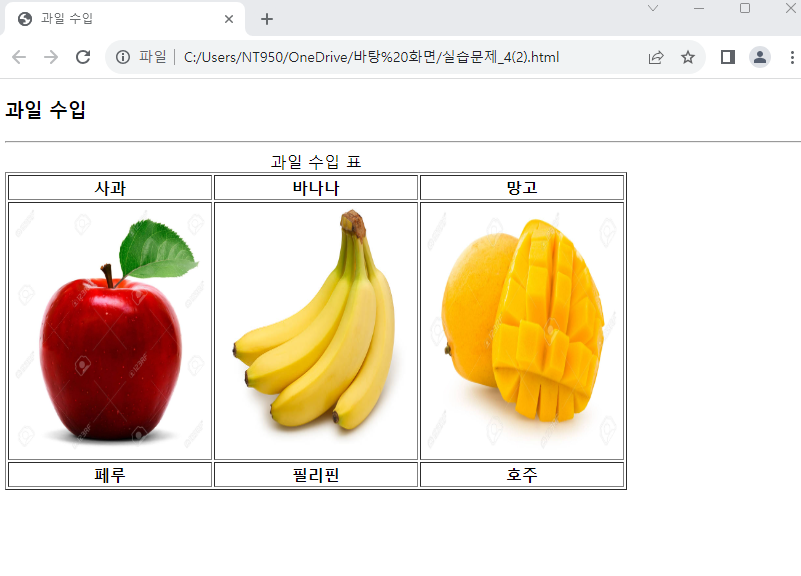 과일 수입
파일 C:/Users/NT950/OneDrive/바탕%20화면/실습문제_4(2).html
과일 수입
과일 수입 표
사과 바나나 망고
페루 필리핀 호주